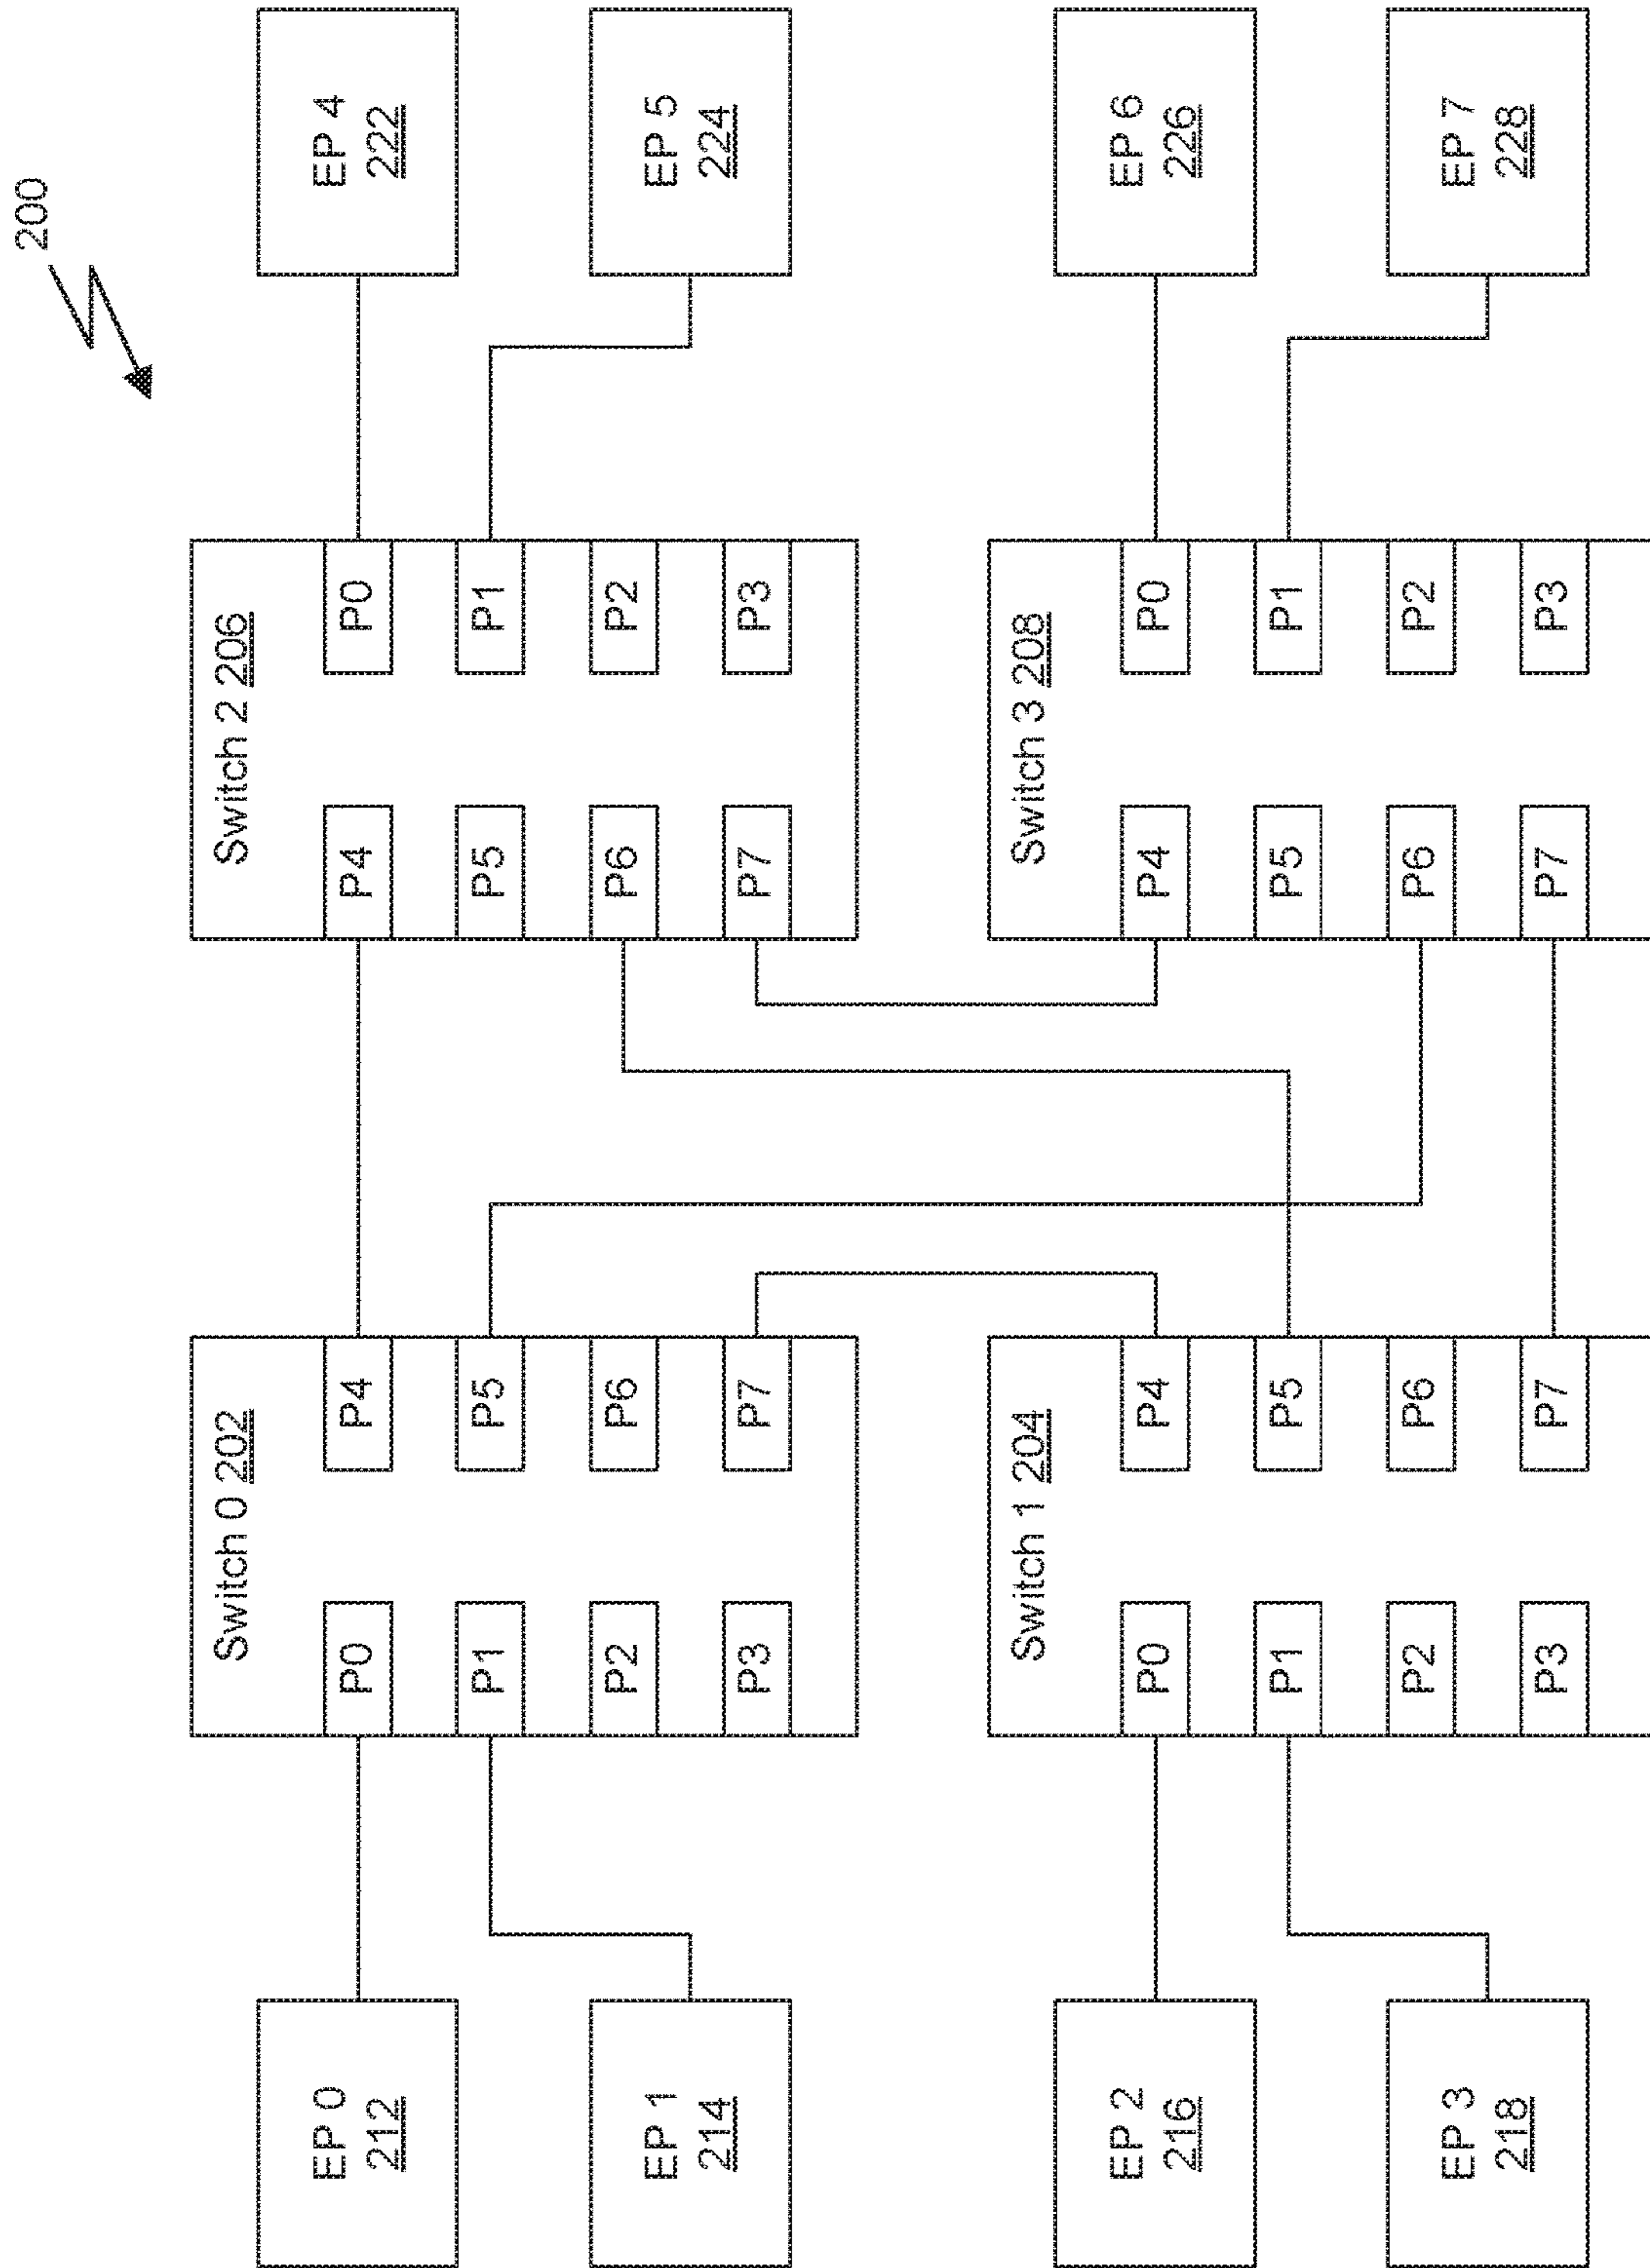 200
EP 0
212
EP 1
214
EP 2
216
EP 3
218
Switch 0 202
P0
P1
P2
P3
P4
P5
P6
P7
Switch 1 204
P0
P1
P2
P3
P4
P5
P6
P7
Switch 2 206
P4
P5
P6
P7
P0
P1
P2
P3
Switch 3 208
P4
P5
P6
P7
P0
P1
P2
P3
EP 4
222
EP 5
224
EP 6
226
EP 7
228